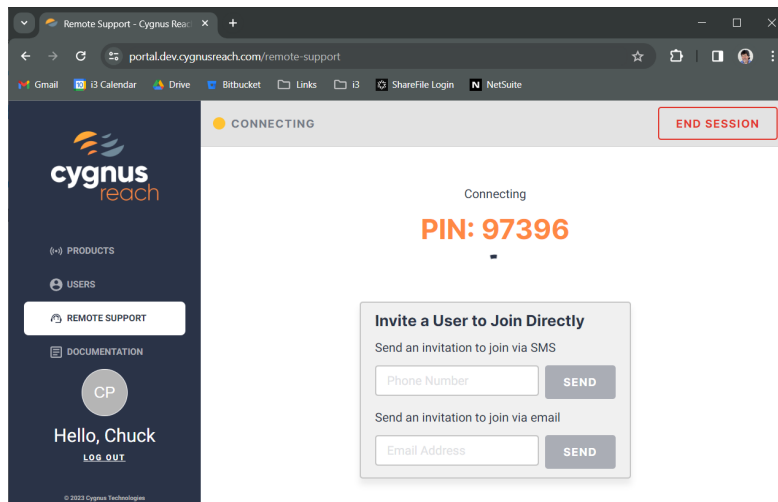 Remote Support - Cygnus Reac
portal.dev.cygnusreach.com/remote-support
Gmail
10 i3 Calendar
Drive
Bitbucket
Links
i3
ShareFile Login
N NetSuite
cygnus
reach
PRODUCTS
USERS
REMOTE SUPPORT
DOCUMENTATION
CP
Hello, Chuck
LOG OUT
© 2023 Cygnus Technologies
CONNECTING
END SESSION
Connecting
PIN: 97396
Invite a User to Join Directly
Send an invitation to join via SMS
Phone Number
SEND
Send an invitation to join via email
Email Address
SEND